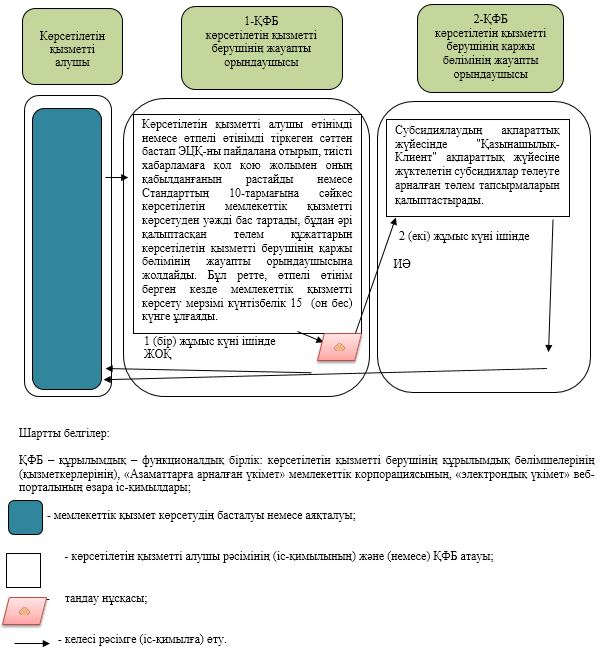 Көрсетілетін
қызметті
алушы
1-ҚФБ
көрсетілетін қызметті
берушінің жауапты
орындаушысы
2-ҚФБ
көрсетілетін қызметті
берушінің қаржы
бөлімінің жауапты
орындаушысы
Көрсетілетін қызметті алушы өтінімді
немесе өтпелі өтінімді тіркеген сәттен
бастап ЭЦҚ-ны пайдалана отырып, тиісті
хабарламаға қол қою жолымен оның
қабылданғанын растайды немесе
Стандарттың 10-тармағына сәйкес
көрсетілетін мемлекеттік қызметті
көрсетуден уәжді бас тартады, бұдан әрі
қалыптасқан төлем құжаттарын
көрсетілетін қызметті берушінің қаржы
бөлімінің жауапты орындаушысына
жолдайды. Бұл ретте, өтпелі өтінім
берген кезде мемлекеттік қызметті
көрсету мерзімі күнтізбелік 15 (он бес)
күнге ұлғаяды.
1 (бір) жұмыс күні ішінде
ЖОҚ
Субсидиялаудың ақпараттық
жүйесінде "Қазынашылық-
Клиент" ақпараттық жүйесіне
жүктелетін субсидиялар төлеуге
арналған төлем тапсырмаларын
қалыптастырады.
2 (екі) жұмыс күні ішінде
ИӘ
Шартты белгілер:
ҚФБ – құрылымдық – функционалдық бірлік: көрсетілетін қызметті берушінің құрылымдық бөлімшелерінің
(қызметкерлерінің), «Азаматтарға арналған үкімет» мемлекеттік корпорациясының, «электрондық үкімет» веб-
порталының өзара іс-қимылдары;
- мемлекеттік қызмет көрсетудің басталуы немесе аяқталуы;
- көрсетілетін қызметті алушы рәсімінің (іс-қимылының) және (немесе) ҚФБ атауы;
- таңдау нұсқасы;
- келесі рәсімге (іс-қимылға) өту.